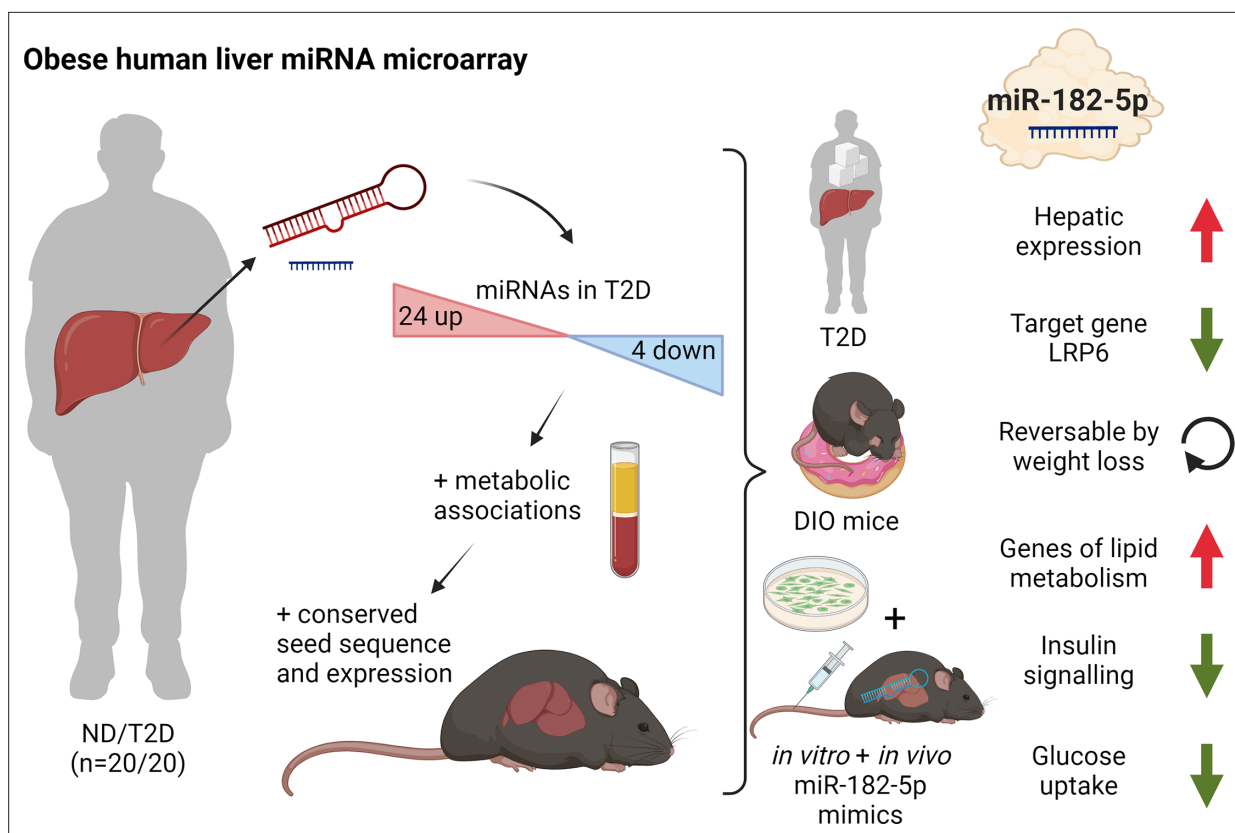 Obese human liver miRNA microarray
ND/T2D
(n=20/20)
miRNAs in T2D
24 up
4 down
+ metabolic
associations
+ conserved
seed sequence
and expression
T2D
DIO mice
+
in vitro + in vivo
miR-182-5p
mimics
miR-182-5p
Hepatic
expression
Target gene
LRP6
Reversable by
weight loss
Genes of lipid
metabolism
Insulin
signalling
Glucose
uptake